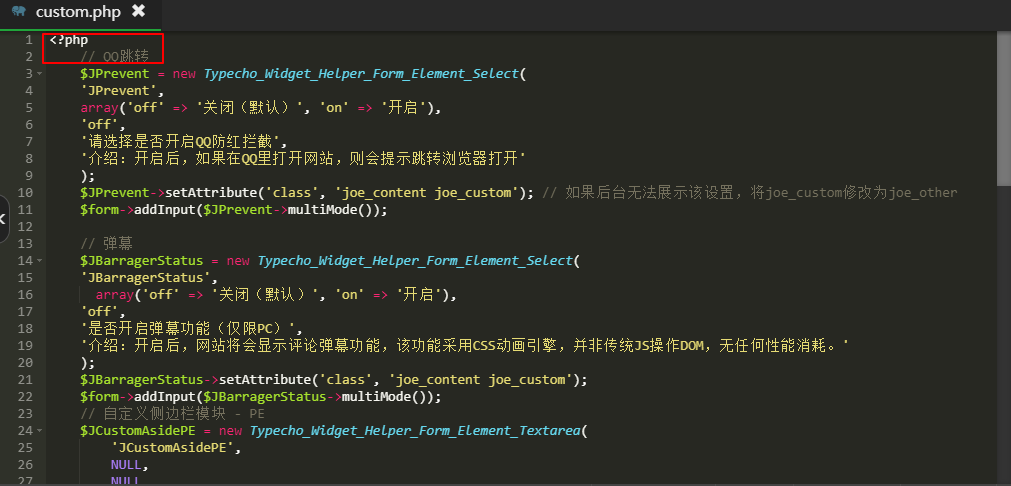 custom.php ✖
1 <?php
2 // QQ跳转
3 $JPrevent = new Typecho_Widget_Helper_Form_Element_Select(
4 'JPrevent',
5 array('off' => '关闭（默认）', 'on' => '开启'),
6 'off',
7 '请选择是否开启QQ防红拦截',
8 '介绍：开启后，如果在QQ里打开网站，则会提示跳转浏览器打开'
9 );
10 $JPrevent->setAttribute('class', 'joe_content joe_custom'); // 如果后台无法展示该设置，将joe_custom修改为joe_other
11 $form->addInput($JPrevent->multiMode());
12
13 // 弹幕
14 $JBarragerStatus = new Typecho_Widget_Helper_Form_Element_Select(
15 'JBarragerStatus',
16 array('off' => '关闭（默认）', 'on' => '开启'),
17 'off',
18 '是否开启弹幕功能（仅限PC）',
19 '介绍：开启后，网站将会显示评论弹幕功能，该功能采用CSS动画引擎，并非传统JS操作DOM，无任何性能消耗。'
20 );
21 $JBarragerStatus->setAttribute('class', 'joe_content joe_custom');
22 $form->addInput($JBarragerStatus->multiMode());
23 // 自定义侧边栏模块 - PE
24 $JCustomAsidePE = new Typecho_Widget_Helper_Form_Element_Textarea(
25 'JCustomAsidePE',
26 NULL,
27 NULL